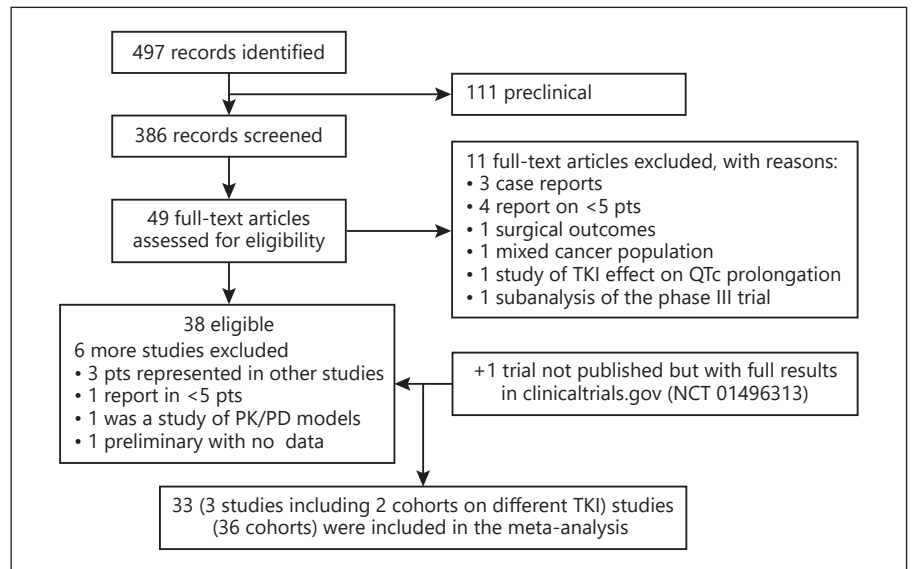 497 records identified
111 preclinical
386 records screened
11 full-text articles excluded, with reasons:
• 3 case reports
• 4 report on <5 pts
• 1 surgical outcomes
• 1 mixed cancer population
• 1 study of TKI effect on QTc prolongation
• 1 subanalysis of the phase III trial
49 full-text articles
assessed for eligibility
38 eligible
6 more studies excluded
• 3 pts represented in other studies
• 1 report in <5 pts
• 1 was a study of PK/PD models
• 1 preliminary with no data
+1 trial not published but with full results
in clinicaltrials.gov (NCT 01496313)
33 (3 studies including 2 cohorts on different TKI) studies
(36 cohorts) were included in the meta-analysis